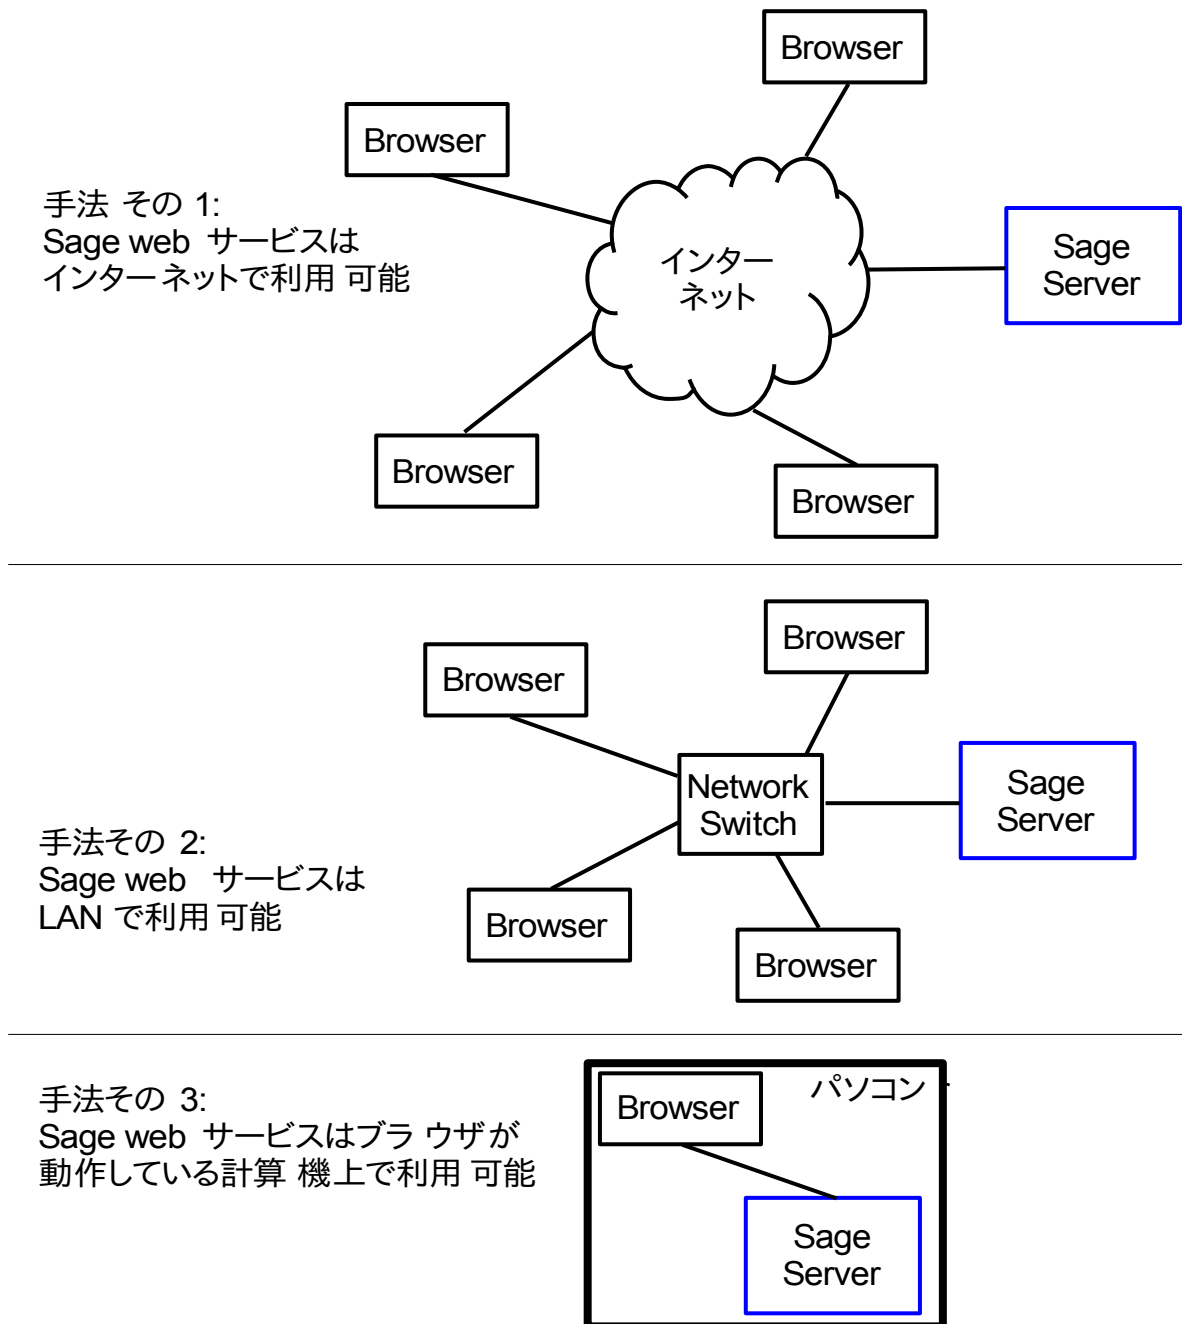 Browser
Browser
手法 その 1:
Sage web サービスは
インターネットで利用 可能
インター
ネット
Sage
Server
Browser
Browser
Browser
Browser
Network
Switch
Sage
Server
手法その 2:
Sage web サービスは
LAN で利用 可能
Browser
Browser
手法その 3:
Sage web サービスはブラ ウザが
動作している計算 機上で利用 可能
Browser
パソコン
Sage
Server